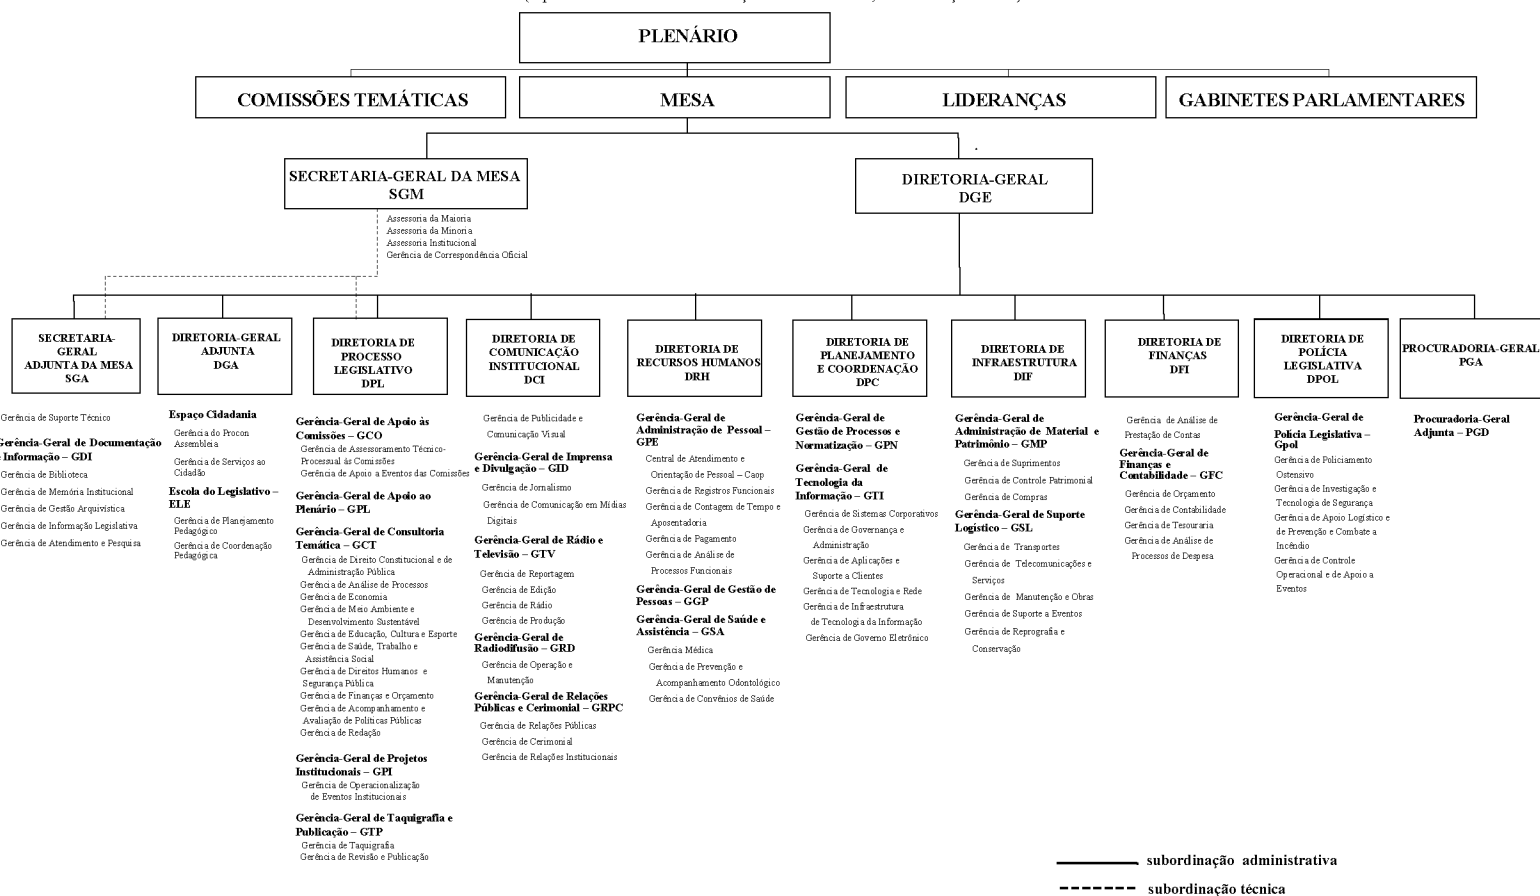 PLENÁRIO
COMISSÕES TEMÁTICAS
MESA
LIDERANÇAS
GABINETES PARLAMENTARES
SECRETARIA-GERAL DA MESA
SGM
DIRETORIA-GERAL
DGE
Assessoria da Maioria
Assessoria da Minoria
Assessoria Institucional
Gerência de Correspondência Oficial
SECRETARIA-
GERAL
ADJUNTA DA MESA
SGA
Gerência de Suporte Técnico
Gerência-Geral de Documentação
e Informação – GDI
Gerência de Biblioteca
Gerência de Memória Institucional
Gerência de Gestão Arquivística
Gerência de Informação Legislativa
Gerência de Atendimento e Pesquisa
DIRETORIA-GERAL
ADJUNTA
DGA
Espaço Cidadania
Gerência do Procon
Assembleia
Gerência de Serviços ao
Cidadão
Escola do Legislativo –
ELE
Gerência de Planejamento
Pedagógico
Gerência de Coordenação
Pedagógica
DIRETORIA DE
PROCESSO
LEGISLATIVO
DPL
Gerência-Geral de Apoio às
Comissões – GCO
Gerência de Assessoramento Técnico-
Processual ás Comissões
Gerência de Apoio a Eventos das Comissões
Gerência-Geral de Apoio ao
Plenário – GPL
Gerência-Geral de Consultoria
Temática – GCT
Gerência de Direito Constitucional e de
Administração Pública
Gerência de Análise de Processos
Gerência de Economia
Gerência de Meio Ambiente e
Desenvolvimento Sustentável
Gerência de Educação, Cultura e Esporte
Gerência de Saúde, Trabalho e
Assistência Social
Gerência de Direitos Humanos e
Segurança Pública
Gerência de Finanças e Orçamento
Gerência de Acompanhamento e
Avaliação de Políticas Públicas
Gerência de Redação
Gerência-Geral de Projetos
Institucionais – GPI
Gerência de Operacionalização
de Eventos Institucionais
Gerência-Geral de Taquigrafia e
Publicação – GTP
Gerência de Taquigrafia
Gerência de Revisão e Publicação
DIRETORIA DE
COMUNICAÇÃO
INSTITUCIONAL
DCI
Gerência de Publicidade e
Comunicação Visual
Gerência-Geral de Imprensa
e Divulgação – GID
Gerência de Jornalismo
Gerência de Comunicação em Mídias
Digitais
Gerência-Geral de Rádio e
Televisão – GTV
Gerência de Reportagem
Gerência de Edição
Gerência de Rádio
Gerência de Produção
Gerência-Geral de
Radiodifusão – GRD
Gerência de Operação e
Manutenção
Gerência-Geral de Relações
Públicas e Cerimonial – GRPC
Gerência de Relações Públicas
Gerência de Cerimonial
Gerência de Relações Institucionais
DIRETORIA DE
RECURSOS HUMANOS
DRH
Gerência-Geral de
Administração de Pessoal –
GPE
Central de Atendimento e
Orientação de Pessoal – Caop
Gerência de Registros Funcionais
Gerência de Contagem de Tempo e
Aposentadoria
Gerência de Pagamento
Gerência de Análise de
Processos Funcionais
Gerência-Geral de Gestão de
Pessoas – GGP
Gerência-Geral de Saúde e
Assistência – GSA
Gerência Médica
Gerência de Prevenção e
Acompanhamento Odontológico
Gerência de Convênios de Saúde
DIRETORIA DE
PLANEJAMENTO
E COORDENAÇÃO
DPC
Gerência-Geral de
Gestão de Processos e
Normatização – GPN
Gerência-Geral de
Tecnologia da
Informação – GTI
Gerência de Sistemas Corporativos
Gerência de Governança e
Administração
Gerência de Aplicações e
Suporte a Clientes
Gerência de Tecnologia e Rede
Gerência de Infraestrutura
de Tecnologia da Informação
Gerência de Governo Eletrônico
DIRETORIA DE
INFRAESTRUTURA
DIF
Gerência-Geral de
Administração de Material e
Patrimônio – GMP
Gerência de Suprimentos
Gerência de Controle Patrimonial
Gerência de Compras
Gerência-Geral de Suporte
Logístico – GSL
Gerência de Transportes
Gerência de Telecomunicações e
Serviços
Gerência de Manutenção e Obras
Gerência de Suporte a Eventos
Gerência de Reprografia e
Conservação
DIRETORIA DE
FINANÇAS
DFI
Gerência de Análise de
Prestação de Contas
Gerência-Geral de
Finanças e
Contabilidade – GFC
Gerência de Orçamento
Gerência de Contabilidade
Gerência de Tesouraria
Gerência de Análise de
Processos de Despesa
DIRETORIA DE
POLÍCIA
LEGISLATIVA
DPOL
Gerência-Geral de
Polícia Legislativa –
Gpol
Gerência de Policiamento
Ostensivo
Gerência de Investigação e
Tecnologia de Segurança
Gerência de Apoio Logístico e
de Prevenção e Combate a
Incêndio
Gerência de Controle
Operacional e de Apoio a
Eventos
PROCURADORIA-GERAL
PGA
Procuradoria-Geral
Adjunta – PGD
subordinação administrativa
subordinação técnica